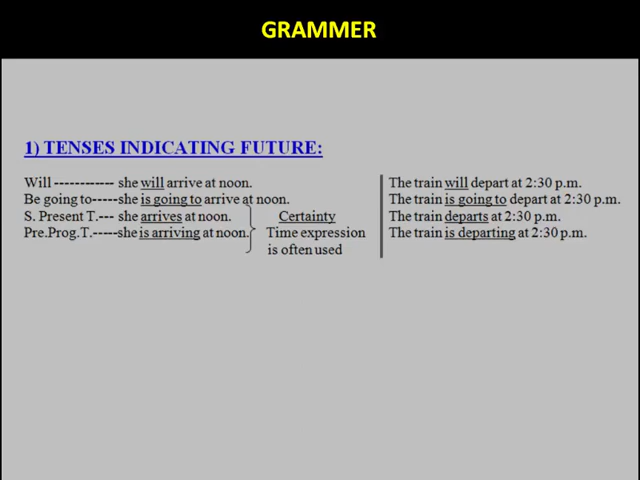 GRAMMER
1) TENSES INDICATING FUTURE:
Will ------------ she will arrive at noon.
Be going to-----she is going to arrive at noon.
S. Present T.--- she arrives at noon.
Pre.Prog.T.-----she is arriving at noon.
Certainty
Time expression
is often used
The train will depart at 2:30 p.m.
The train is going to depart at 2:30 p.m.
The train departs at 2:30 p.m.
The train is departing at 2:30 p.m.